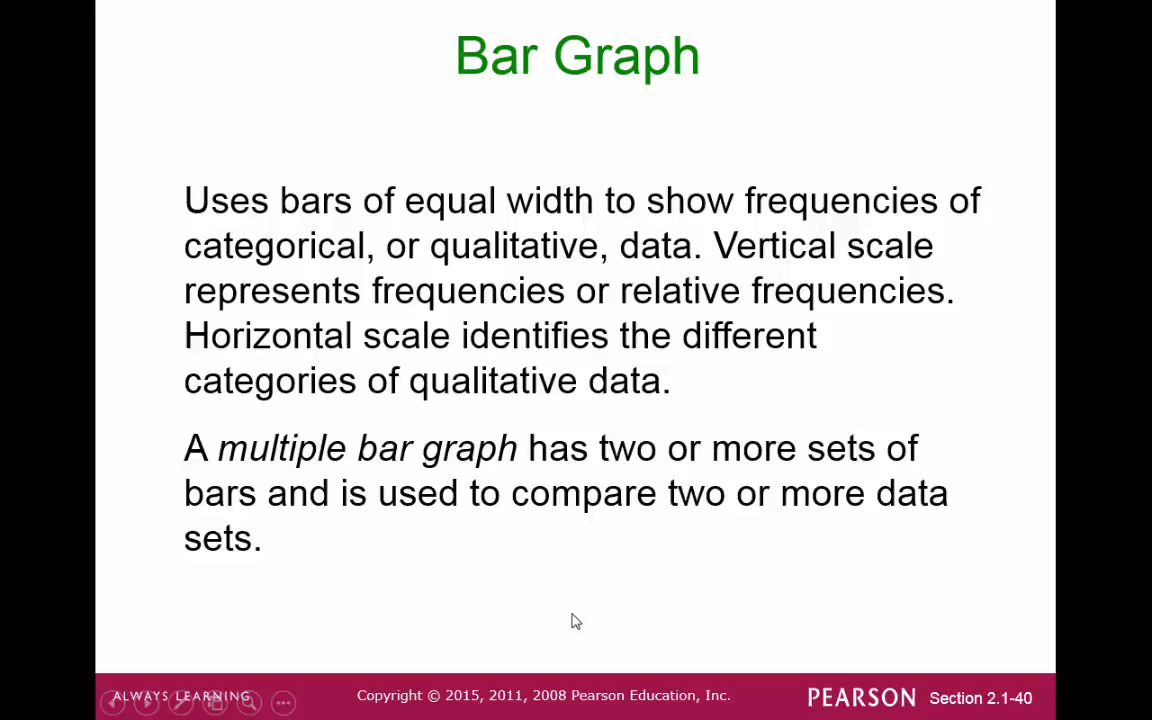 Bar Graph
Uses bars of equal width to show frequencies of
categorical, or qualitative, data. Vertical scale
represents frequencies or relative frequencies.
Horizontal scale identifies the different
categories of qualitative data.
A multiple bar graph has two or more sets of
bars and is used to compare two or more data
sets.
ALWAYS LEARNING
Copyright © 2015, 2011, 2008 Pearson Education, Inc.
PEARSON
Section 2.1-40